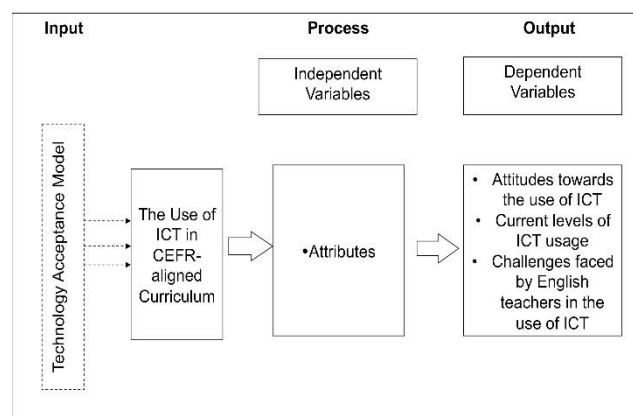 Input
Process
Output
Independent
Variables
Dependent
Variables
Technology Acceptance Model
The Use of
ICT in
CEFR-
aligned
Curriculum
•Attributes
• Attitudes towards
the use of ICT
• Current levels of
ICT usage
• Challenges faced
by English
teachers in the
use of ICT